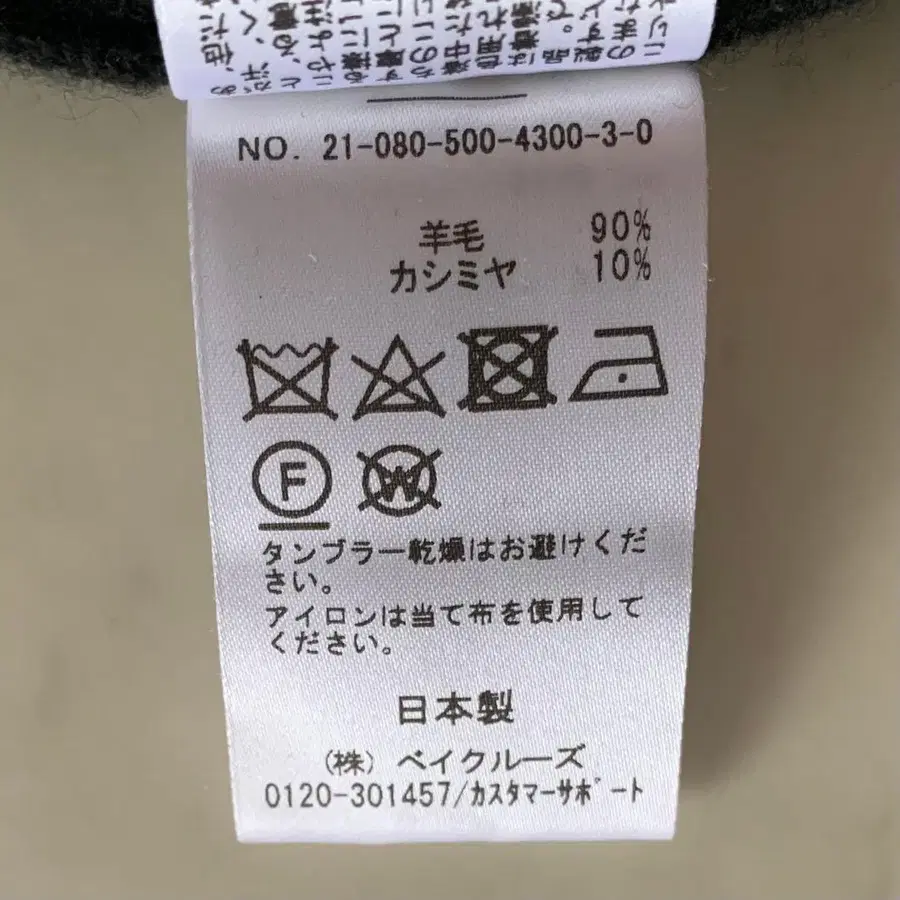 NO. 21-080-500-4300-3-0
羊毛 90%
カシミヤ 10%
F
W
タンブラー乾燥はお避けくだ
さい。
アイロンは当て布を使用して
ください。
日本製
(株) ベイクルーズ
0120-301457/カスタマーサポート